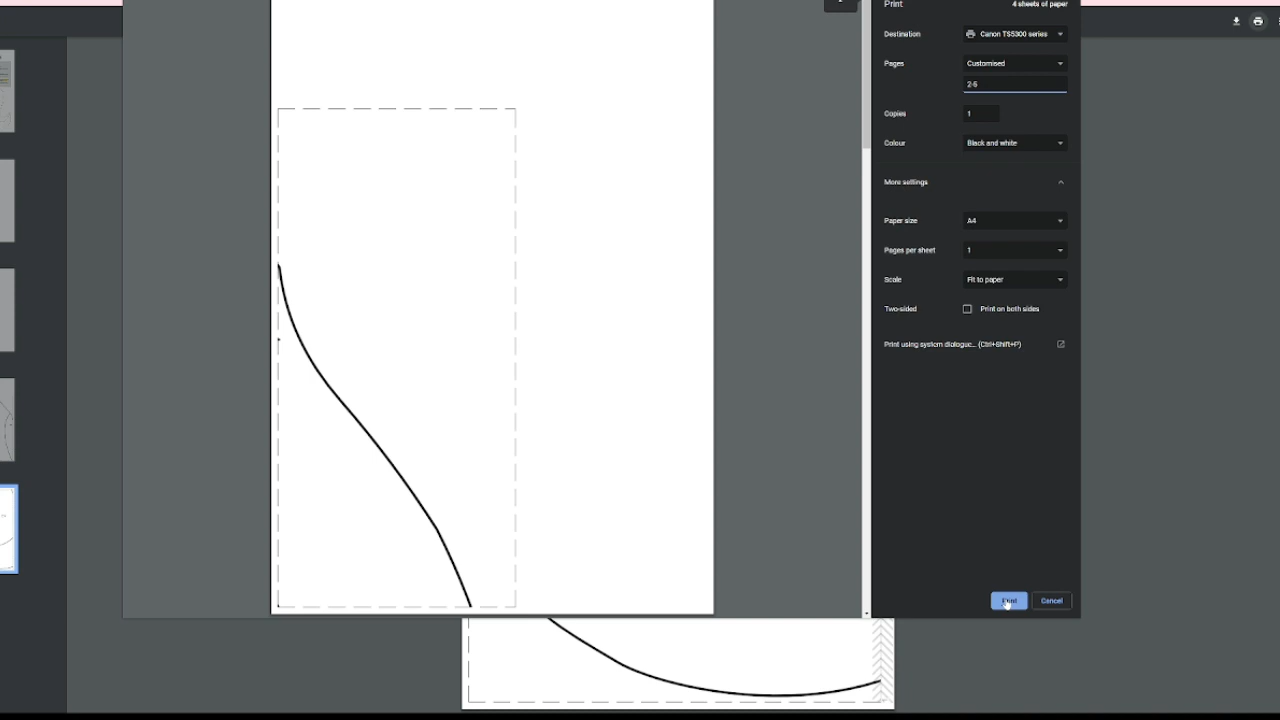 Print 4 sheets of paper
Destination Canon TS5300 series
Pages Customised
2-6
Copies 1
Colour Black and white
More settings
Paper size A4
Pages per sheet 1
Scale Fit to paper
Two-sided Print on both sides
Print using system dialogue... (Ctrl+Shift+P)
Print Cancel